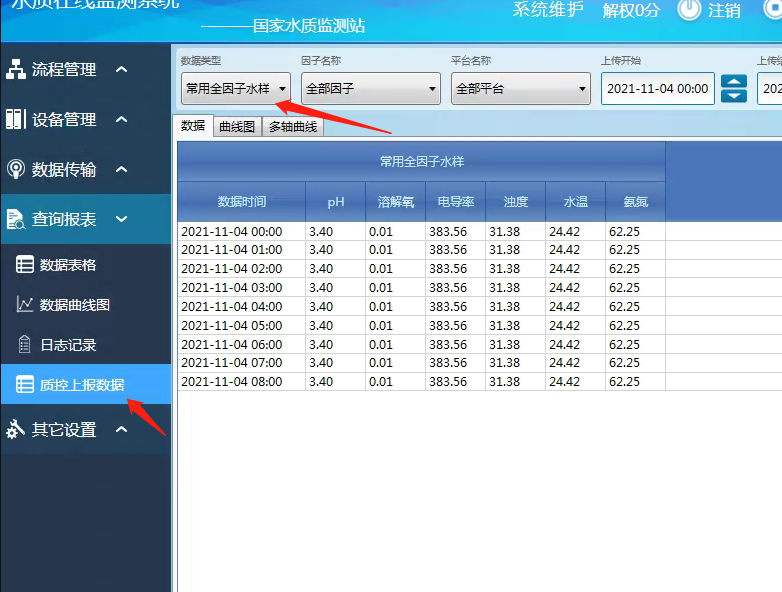 水质在线监测系统
———国家水质监测站
系统维护 解权0分 注销
流程管理
设备管理
数据传输
查询报表
数据表格
数据曲线图
日志记录
质控上报数据
其它设置
数据类型 因子名称 平台名称 上传开始
常用全因子水样 全部因子 全部平台 2021-11-04 00:00 202
数据 曲线图 多轴曲线
常用全因子水样
数据时间 pH 溶解氧 电导率 浊度 水温 氨氮
2021-11-04 00:00 3.40 0.01 383.56 31.38 24.42 62.25
2021-11-04 01:00 3.40 0.01 383.56 31.38 24.42 62.25
2021-11-04 02:00 3.40 0.01 383.56 31.38 24.42 62.25
2021-11-04 03:00 3.40 0.01 383.56 31.38 24.42 62.25
2021-11-04 04:00 3.40 0.01 383.56 31.38 24.42 62.25
2021-11-04 05:00 3.40 0.01 383.56 31.38 24.42 62.25
2021-11-04 06:00 3.40 0.01 383.56 31.38 24.42 62.25
2021-11-04 07:00 3.40 0.01 383.56 31.38 24.42 62.25
2021-11-04 08:00 3.40 0.01 383.56 31.38 24.42 62.25